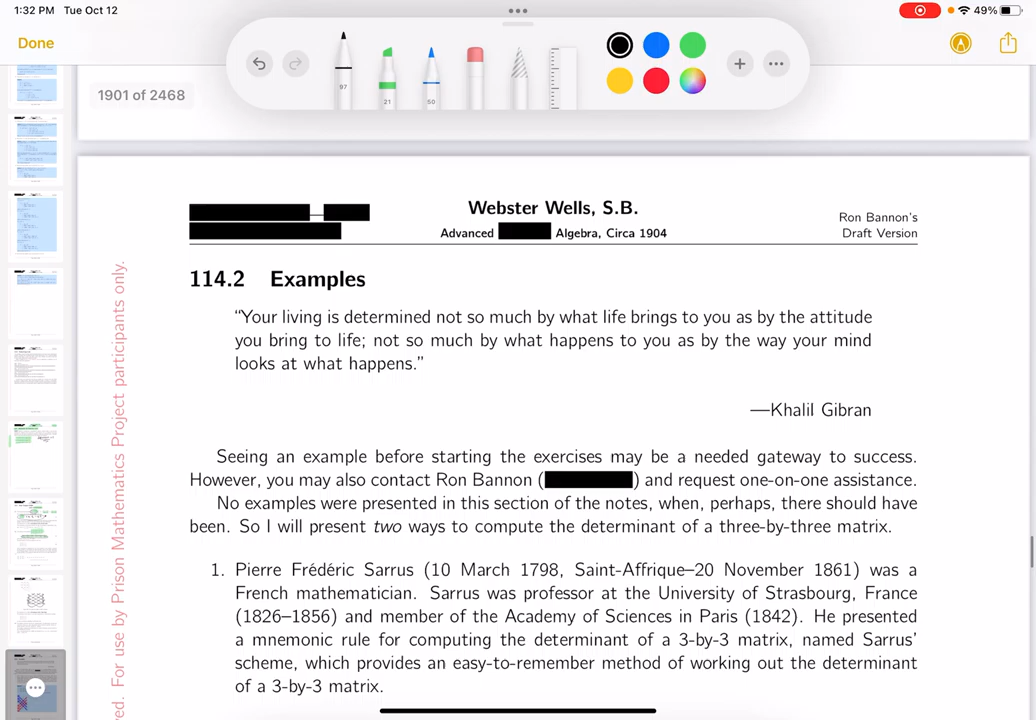 1:32 PM Tue Oct 12
49%
Done
97
21
50
1901 of 2468
Webster Wells, S.B.
Advanced Algebra, Circa 1904
Ron Bannon's
Draft Version
114.2 Examples
“Your living is determined not so much by what life brings to you as by the attitude
you bring to life; not so much by what happens to you as by the way your mind
looks at what happens.”
—Khalil Gibran
Seeing an example before starting the exercises may be a needed gateway to success.
However, you may also contact Ron Bannon ( ) and request one-on-one assistance.
No examples were presented in this section of the notes, when, perhaps, there should have
been. So I will present two ways to compute the determinant of a three-by-three matrix.
1. Pierre Frédéric Sarrus (10 March 1798, Saint-Affrique–20 November 1861) was a
French mathematician. Sarrus was professor at the University of Strasbourg, France
(1826–1856) and member of the Academy of Sciences in Paris (1842). He presented
a mnemonic rule for computing the determinant of a 3-by-3 matrix, named Sarrus'
scheme, which provides an easy-to-remember method of working out the determinant
of a 3-by-3 matrix.
For use by Prison Mathematics Project participants only.